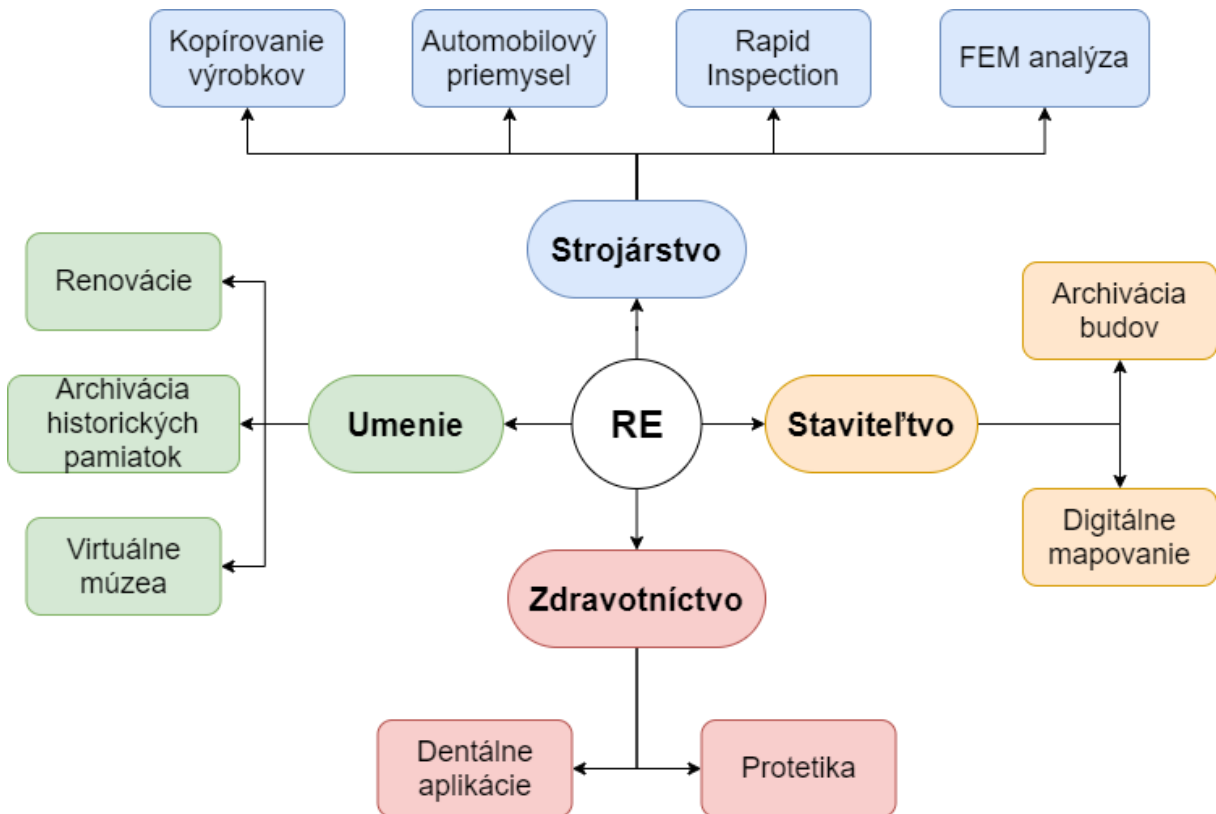 Kopírovanie
výrobkov
Automobilový
priemysel
Rapid
Inspection
FEM analýza
Strojárstvo
Renovácie
Archivácia
budov
Archivácia
historických
pamiatok
Umenie
RE
Staviteľtvo
Virtuálne
múzea
Digitálne
mapovanie
Zdravotníctvo
Dentálne
aplikácie
Protetika